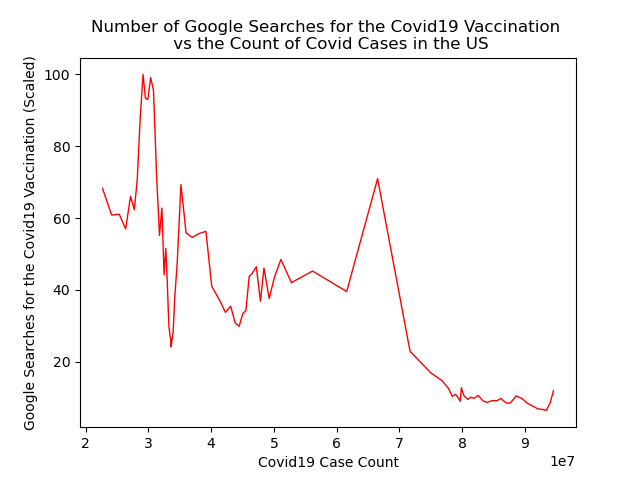 Number of Google Searches for the Covid19 Vaccination
vs the Count of Covid Cases in the US
Google Searches for the Covid19 Vaccination (Scaled)
100
80
60
40
20
2 3 4 5 6 7 8 9
1e7
Covid19 Case Count